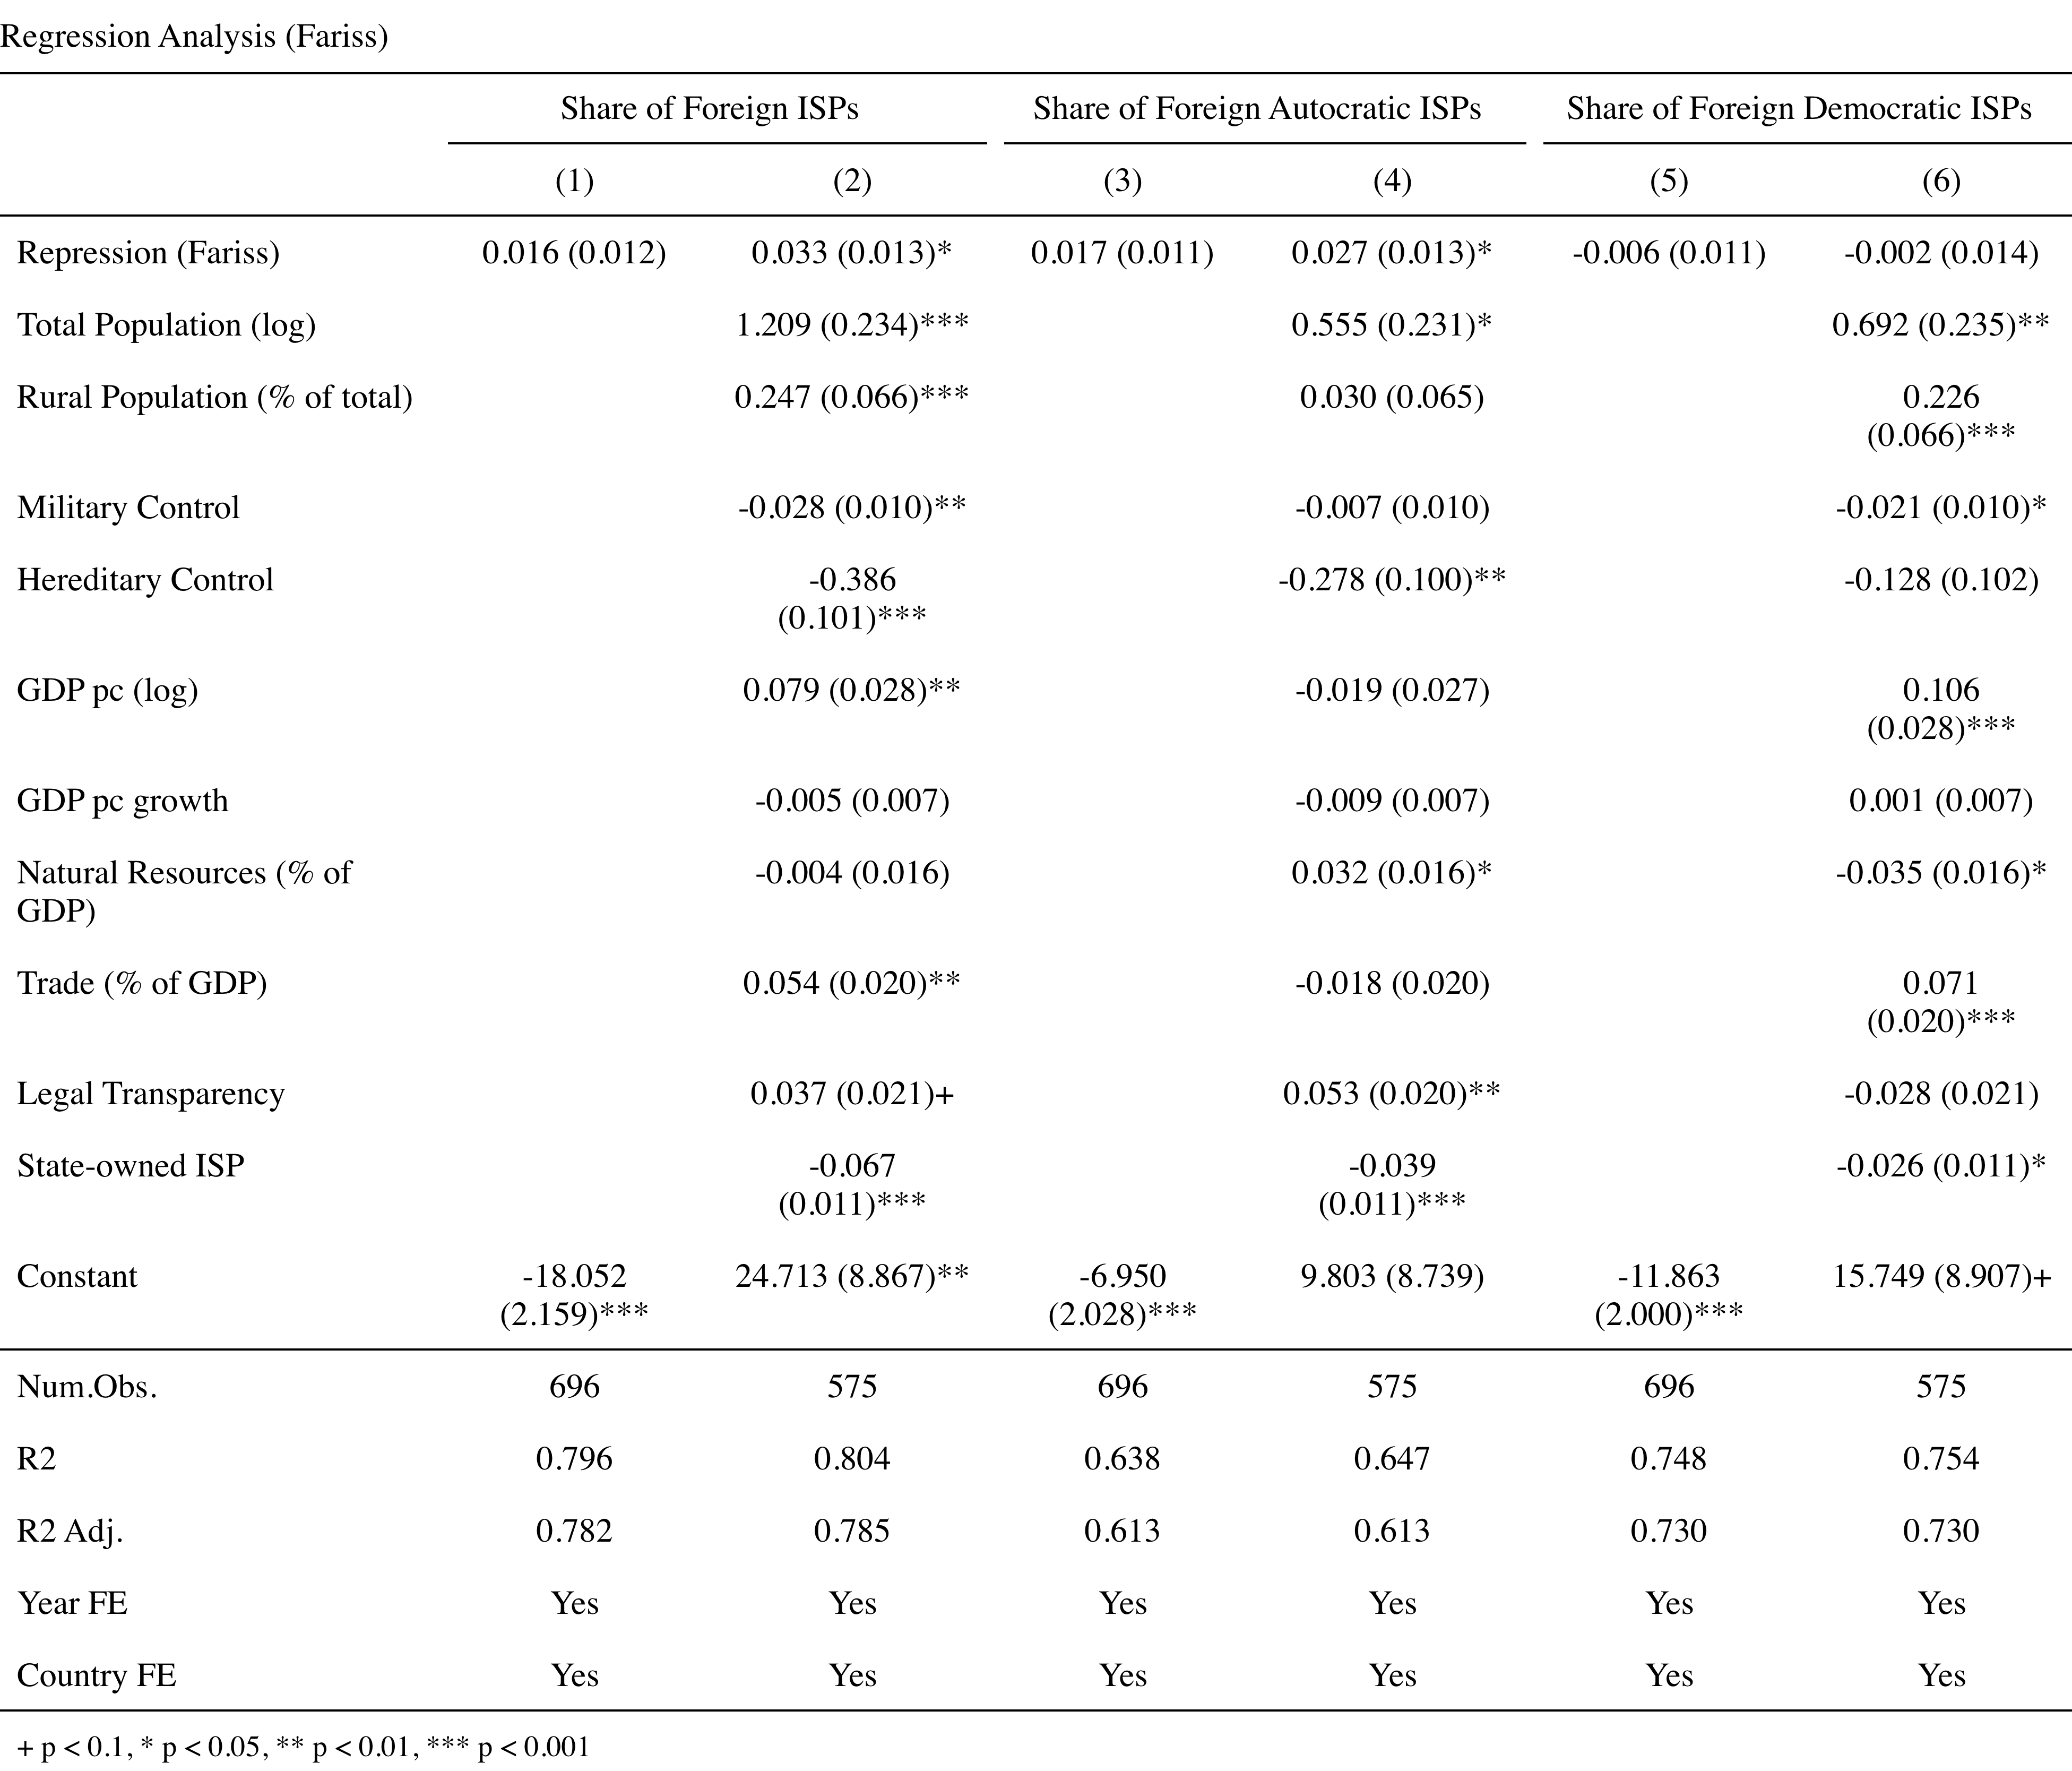 Regression Analysis (Fariss)
Share of Foreign ISPs Share of Foreign Autocratic ISPs Share of Foreign Democratic ISPs
(1) (2) (3) (4) (5) (6)
Repression (Fariss) 0.016 (0.012) 0.033 (0.013)* 0.017 (0.011) 0.027 (0.013)* -0.006 (0.011) -0.002 (0.014)
Total Population (log) 1.209 (0.234)*** 0.555 (0.231)* 0.692 (0.235)**
Rural Population (% of total) 0.247 (0.066)*** 0.030 (0.065) 0.226
(0.066)***
Military Control -0.028 (0.010)** -0.007 (0.010) -0.021 (0.010)*
Hereditary Control -0.386 -0.278 (0.100)** -0.128 (0.102)
(0.101)***
GDP pc (log) 0.079 (0.028)** -0.019 (0.027) 0.106
(0.028)***
GDP pc growth -0.005 (0.007) -0.009 (0.007) 0.001 (0.007)
Natural Resources (% of -0.004 (0.016) 0.032 (0.016)* -0.035 (0.016)*
GDP)
Trade (% of GDP) 0.054 (0.020)** -0.018 (0.020) 0.071
(0.020)***
Legal Transparency 0.037 (0.021)+ 0.053 (0.020)** -0.028 (0.021)
State-owned ISP -0.067 -0.039 -0.026 (0.011)*
(0.011)*** (0.011)***
Constant -18.052 24.713 (8.867)** -6.950 9.803 (8.739) -11.863 15.749 (8.907)+
(2.159)*** (2.028)*** (2.000)***
Num.Obs. 696 575 696 575 696 575
R2 0.796 0.804 0.638 0.647 0.748 0.754
R2 Adj. 0.782 0.785 0.613 0.613 0.730 0.730
Year FE Yes Yes Yes Yes Yes Yes
Country FE Yes Yes Yes Yes Yes Yes
+ p < 0.1, * p < 0.05, ** p < 0.01, *** p < 0.001